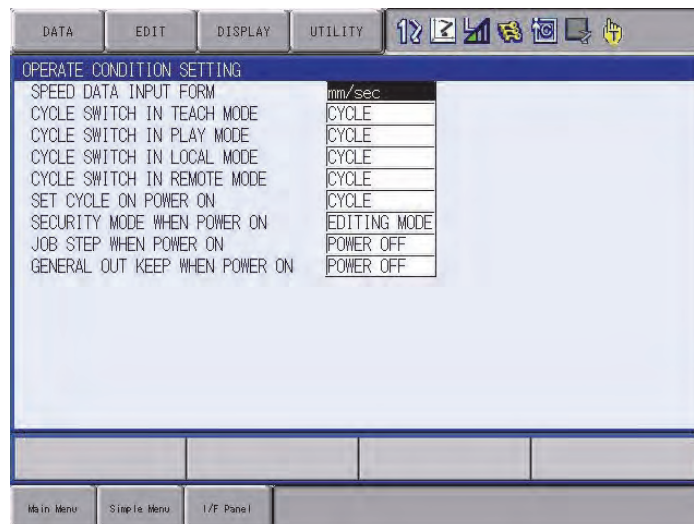 DATA EDIT DISPLAY UTILITY
OPERATE CONDITION SETTING
SPEED DATA INPUT FORM mm/sec
CYCLE SWITCH IN TEACH MODE CYCLE
CYCLE SWITCH IN PLAY MODE CYCLE
CYCLE SWITCH IN LOCAL MODE CYCLE
CYCLE SWITCH IN REMOTE MODE CYCLE
SET CYCLE ON POWER ON CYCLE
SECURITY MODE WHEN POWER ON EDITING MODE
JOB STEP WHEN POWER ON POWER OFF
GENERAL OUT KEEP WHEN POWER ON POWER OFF
Main Menu Simple Menu I/F Panel